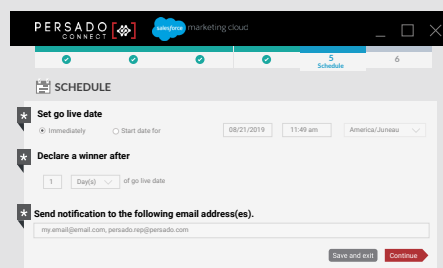 PERSADO
CONNECT
salesforce marketing cloud
5 6
Schedule
SCHEDULE
* Set go live date
Immediately Start date for 08/21/2019 11:49 am America/Juneau
* Declare a winner after
1 Day(s) of go live date
* Send notification to the following email address(es).
my.email@email.com, persado.rep@persado.com
Save and exit Continue